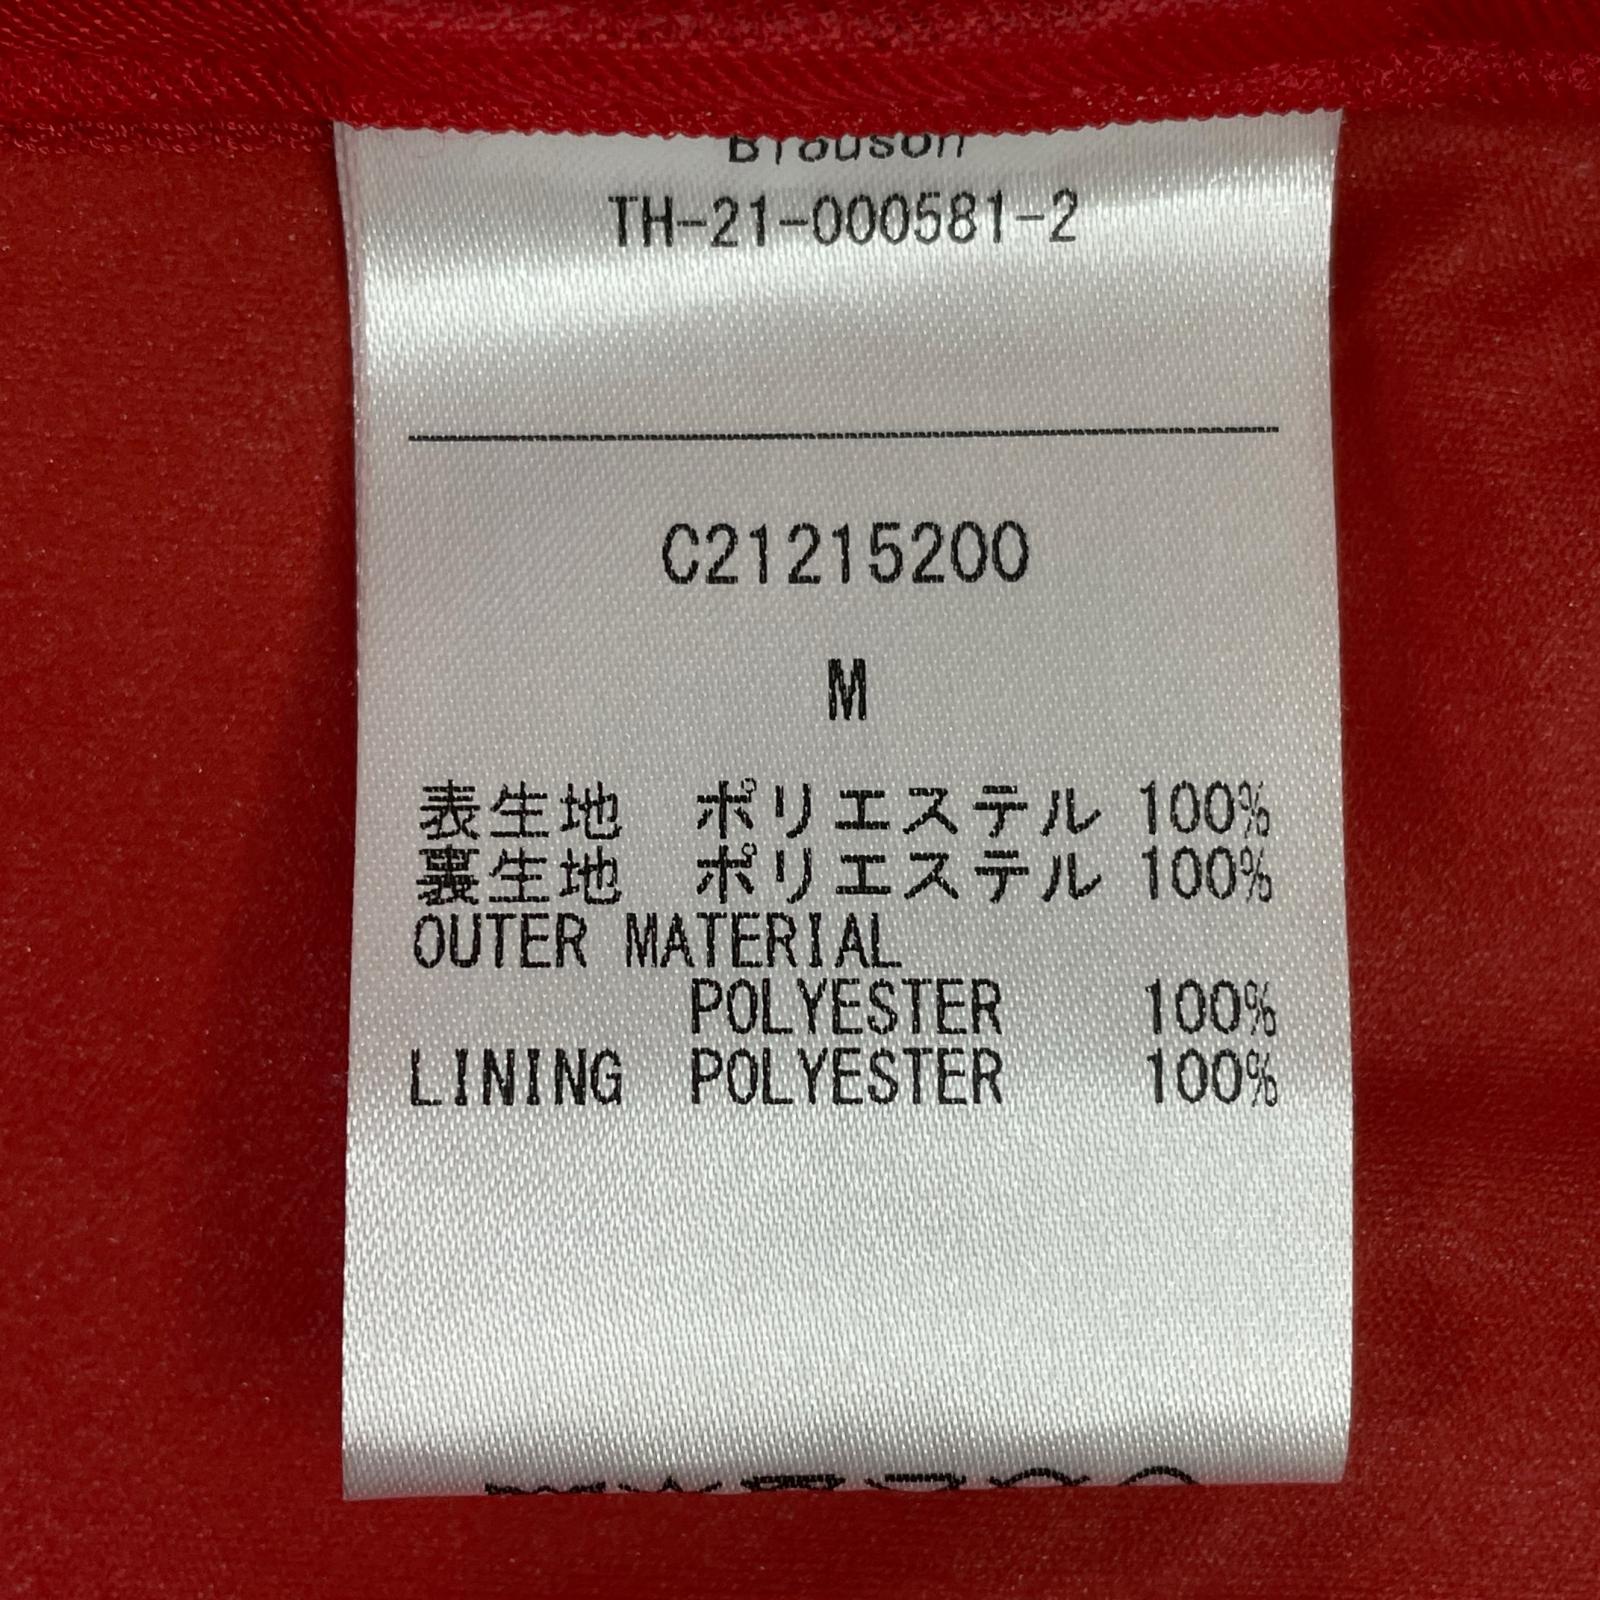 TH-21-000581-2
C21215200
M
表生地 ポリエステル 100%
裏生地 ポリエステル 100%
OUTER MATERIAL
POLYESTER 100%
LINING POLYESTER 100%